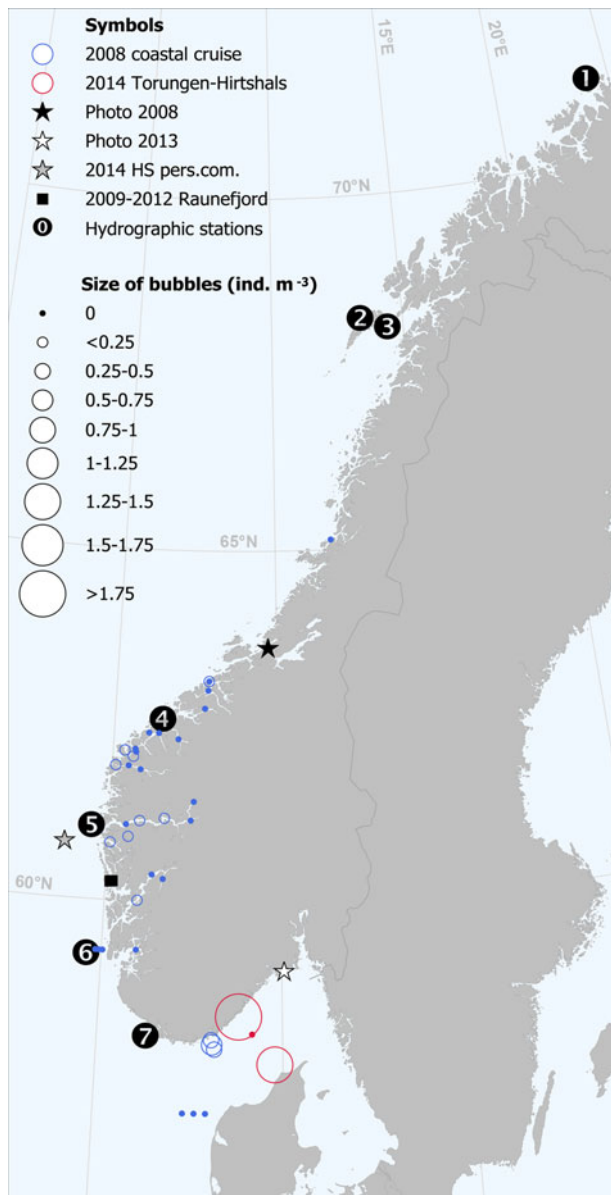 Symbols
2008 coastal cruise
2014 Torungen-Hirtshals
Photo 2008
Photo 2013
2014 HS pers.com.
2009-2012 Raunefjord
0 Hydrographic stations
Size of bubbles (ind. m⁻³)
0
<0.25
0.25-0.5
0.5-0.75
0.75-1
1-1.25
1.25-1.5
1.5-1.75
>1.75
15°E
20°E
1
70°N
2
3
65°N
4
5
60°N
6
7